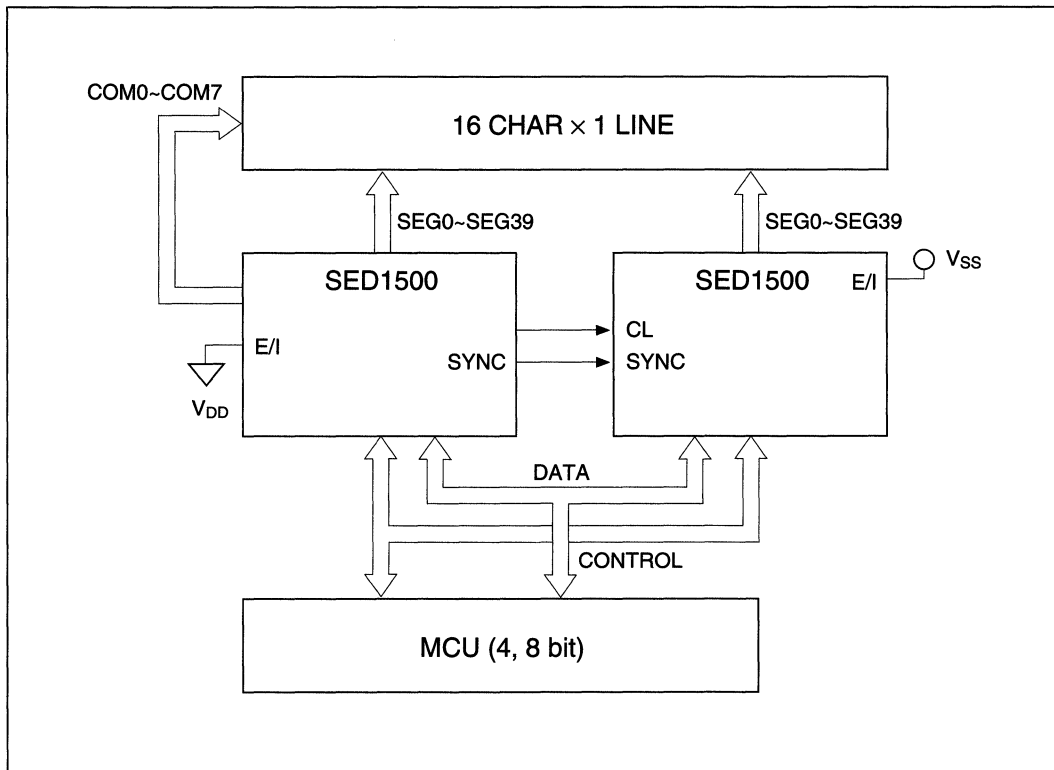 COM0~COM7
16 CHAR × 1 LINE
SEG0~SEG39
SEG0~SEG39
SED1500
E/I
VDD
SYNC
SED1500
E/I
VSS
CL
SYNC
DATA
CONTROL
MCU (4, 8 bit)